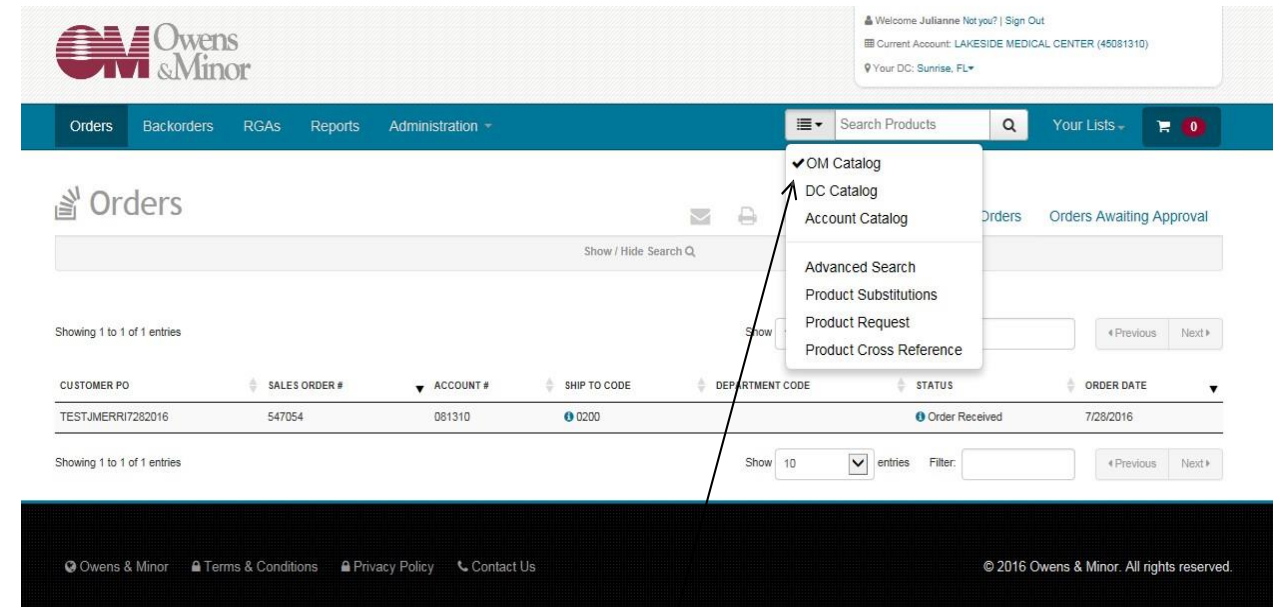 OM Owens
&Minor
Welcome Julianne Not you? | Sign Out
Current Account: LAKESIDE MEDICAL CENTER (45081310)
Your DC: Sunrise, FL
Orders Backorders RGAs Reports Administration
Search Products
Your Lists
0
OM Catalog
DC Catalog
Account Catalog
Advanced Search
Product Substitutions
Product Request
Product Cross Reference
Orders
Orders Orders Awaiting Approval
Show / Hide Search
Showing 1 to 1 of 1 entries Show Previous Next
CUSTOMER PO SALES ORDER # ACCOUNT # SHIP TO CODE DEPARTMENT CODE STATUS ORDER DATE
TESTJMERRI7282016 547054 081310 0200 Order Received 7/28/2016
Showing 1 to 1 of 1 entries Show 10 entries Filter: Previous Next
Owens & Minor Terms & Conditions Privacy Policy Contact Us © 2016 Owens & Minor. All rights reserved.